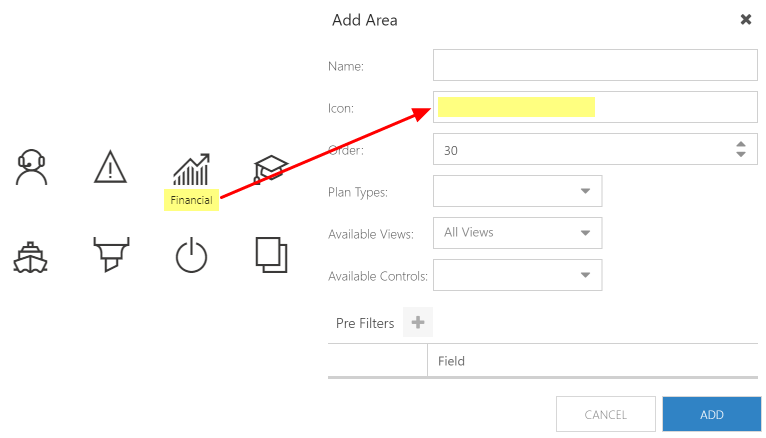 Add Area
Name:
Icon:
Order:
30
Financial
Plan Types:
Available Views:
All Views
Available Controls:
Pre Filters
Field
CANCEL
ADD